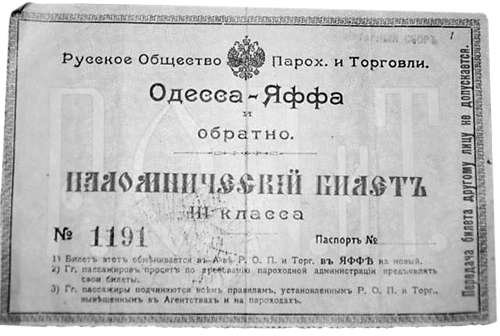 Русское Общество Парох. и Торговли.
Одесса-Яффа
и
обратно.
ПАЛОМНИЧЕСКІЙ БИЛЕТЪ
III класса
№ 1191 Паспортъ №
1) Билетъ этотъ обмѣнивается въ А-вѣ Р. О. П. и Торг. въ ЯФФѢ на новый.
2) Гг. пассажировъ просятъ по требованію пароходной администраціи предъявлять
свои билеты.
3) Гг. пассажиры подчиняются всѣмъ правиламъ, установленнымъ Р. О. П. и Торг.,
вывѣшеннымъ въ Агентствахъ и на пароходахъ.
Передача билета другому лицу не допускается.